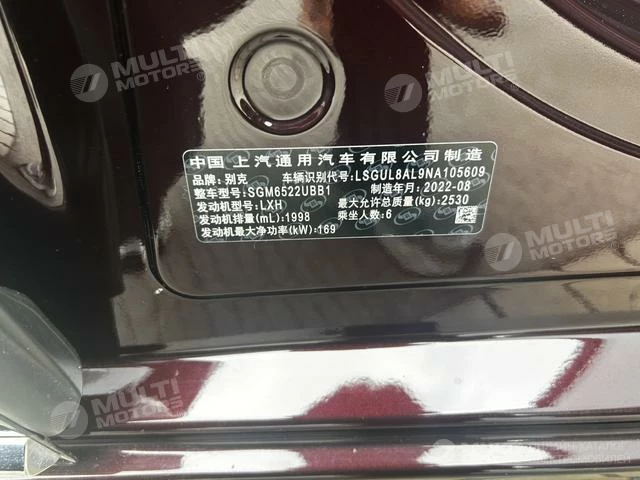 MULTI
MOTORS
MULTI
MOTORS
中国 上汽通用汽车有限公司制造
品牌: 别克 车辆识别代号: LSGUL8AL9NA105609
整车型号: SGM6522UBB1 制造年月: 2022-08
发动机型号: LXH 最大允许总质量(kg): 2530
发动机排量(mL): 1998 乘坐人数: 6
发动机最大净功率(kW): 169
MULTI
MOTORS
MULTI
MOTORS